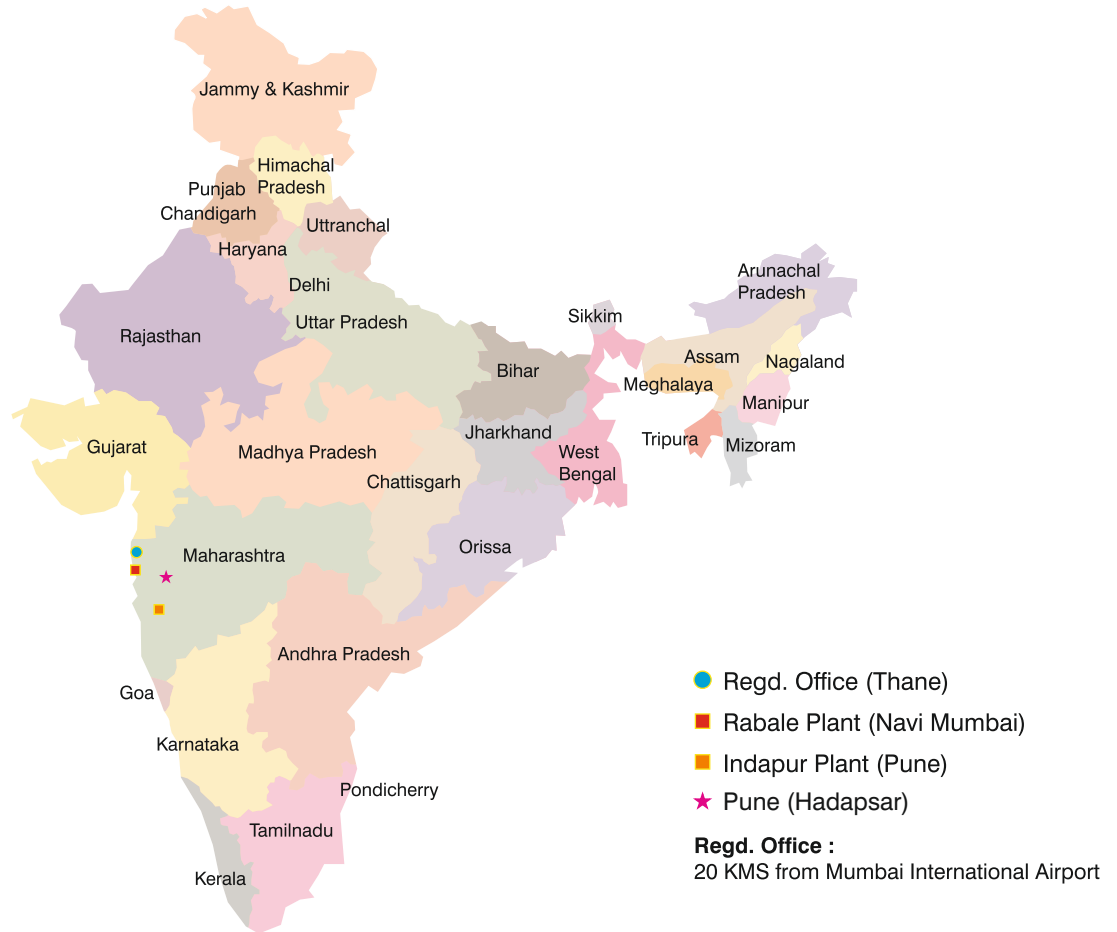 Jammy & Kashmir
Himachal
Pradesh
Punjab
Chandigarh
Uttranchal
Haryana
Delhi
Arunachal
Pradesh
Sikkim
Rajasthan
Uttar Pradesh
Assam
Nagaland
Bihar
Meghalaya
Manipur
Jharkhand
Tripura
Mizoram
Gujarat
Madhya Pradesh
West
Bengal
Chattisgarh
Orissa
Maharashtra
Andhra Pradesh
Goa
Karnataka
Pondicherry
Tamilnadu
Kerala
Regd. Office (Thane)
Rabale Plant (Navi Mumbai)
Indapur Plant (Pune)
Pune (Hadapsar)
Regd. Office :
20 KMS from Mumbai International Airport